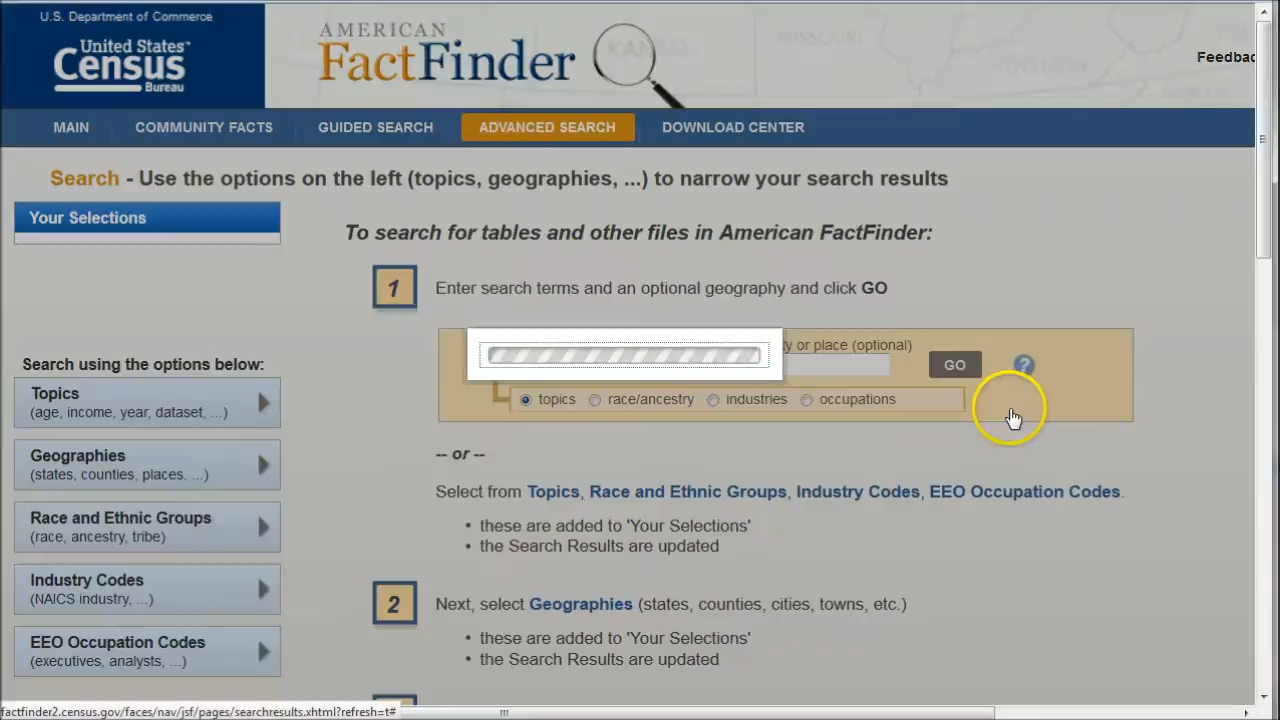 U.S. Department of Commerce
United States™
Census
Bureau
AMERICAN
FactFinder
KANSAS
MISSOURI
KENTUCKY
Feedbac
MAIN
COMMUNITY FACTS
GUIDED SEARCH
ADVANCED SEARCH
DOWNLOAD CENTER
Search - Use the options on the left (topics, geographies, ...) to narrow your search results
Your Selections
To search for tables and other files in American FactFinder:
1
Enter search terms and an optional geography and click GO
ty or place (optional)
GO
?
topics race/ancestry industries occupations
-- or --
Select from Topics, Race and Ethnic Groups, Industry Codes, EEO Occupation Codes.
• these are added to 'Your Selections'
• the Search Results are updated
2
Next, select Geographies (states, counties, cities, towns, etc.)
• these are added to 'Your Selections'
• the Search Results are updated
Search using the options below:
Topics
(age, income, year, dataset, ...)
Geographies
(states, counties, places, ...)
Race and Ethnic Groups
(race, ancestry, tribe)
Industry Codes
(NAICS industry, ...)
EEO Occupation Codes
(executives, analysts, ...)
factfinder2.census.gov/faces/nav/jsf/pages/searchresults.xhtml?refresh=t#